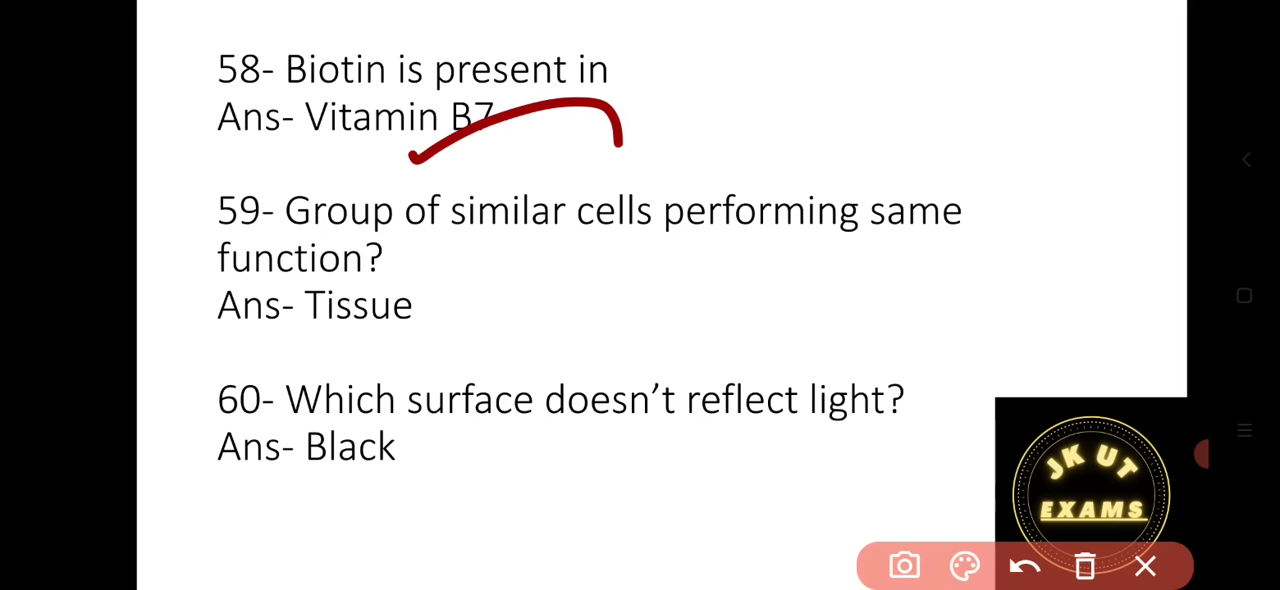 58- Biotin is present in
Ans- Vitamin B7
59- Group of similar cells performing same
function?
Ans- Tissue
60- Which surface doesn’t reflect light?
Ans- Black
JK UT
EXAMS